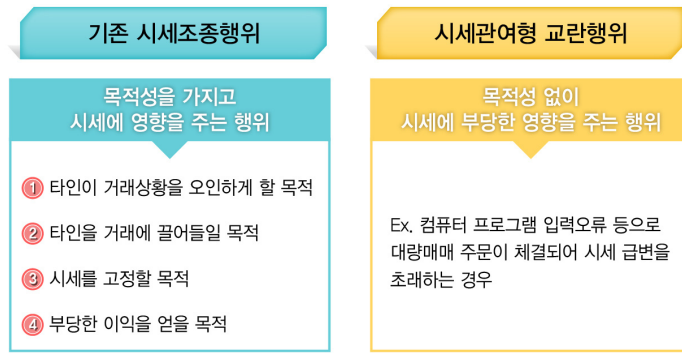 기존 시세조종행위
목적성을 가지고
시세에 영향을 주는 행위
1 타인이 거래상황을 오인하게 할 목적
2 타인을 거래에 끌어들일 목적
3 시세를 고정할 목적
4 부당한 이익을 얻을 목적
시세관여형 교란행위
목적성 없이
시세에 부당한 영향을 주는 행위
Ex. 컴퓨터 프로그램 입력오류 등으로
대량매매 주문이 체결되어 시세 급변을
초래하는 경우